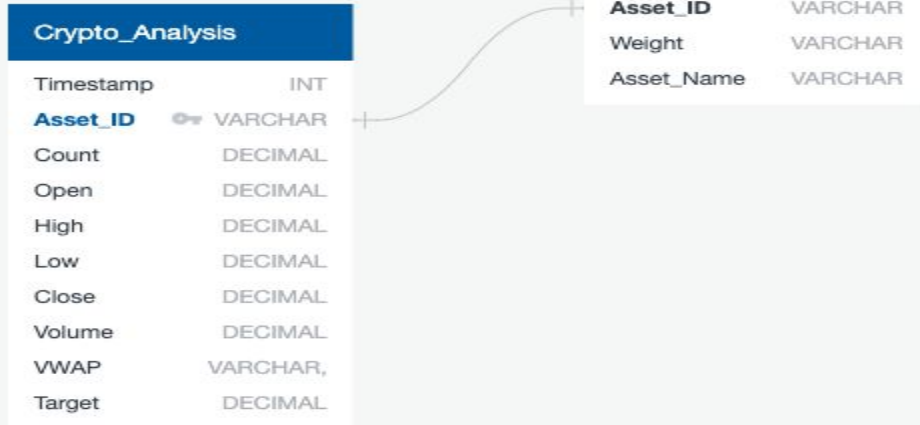 Crypto_Analysis
Timestamp INT
Asset_ID VARCHAR
Count DECIMAL
Open DECIMAL
High DECIMAL
Low DECIMAL
Close DECIMAL
Volume DECIMAL
VWAP VARCHAR,
Target DECIMAL
Asset_ID VARCHAR
Weight VARCHAR
Asset_Name VARCHAR